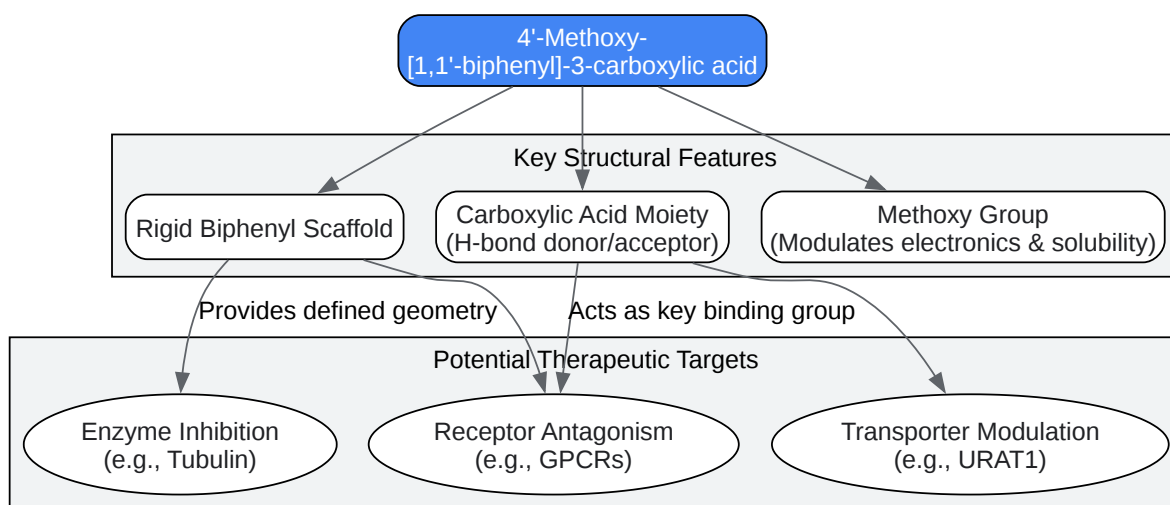 4'-Methoxy-
[1,1'-biphenyl]-3-carboxylic acid
Key Structural Features
Rigid Biphenyl Scaffold
Carboxylic Acid Moiety
(H-bond donor/acceptor)
Methoxy Group
(Modulates electronics & solubility)
Provides defined geometry
Acts as key binding group
Potential Therapeutic Targets
Enzyme Inhibition
(e.g., Tubulin)
Receptor Antagonism
(e.g., GPCRs)
Transporter Modulation
(e.g., URAT1)